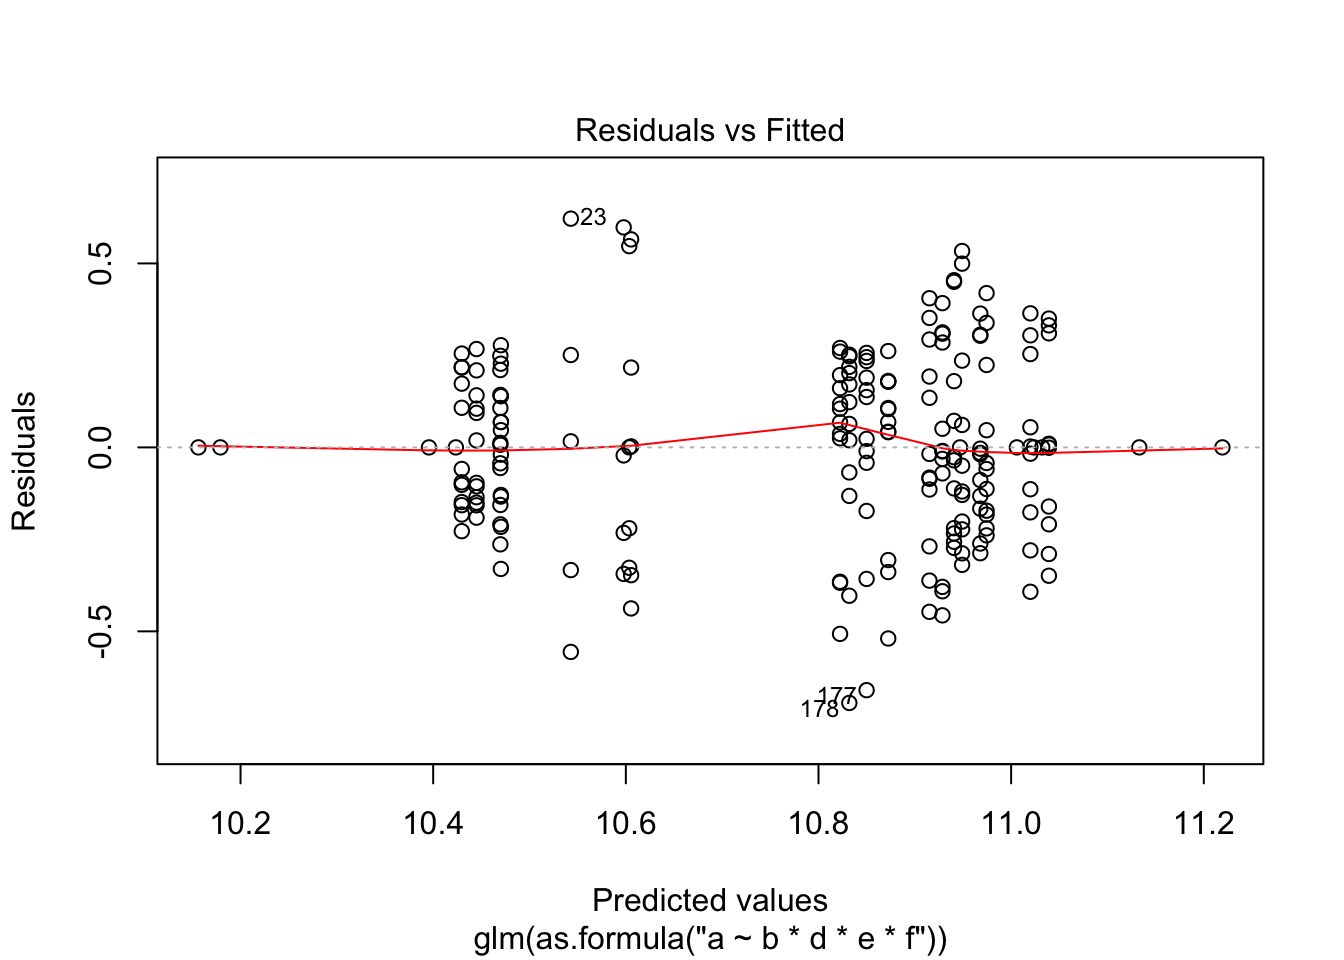 Residuals vs Fitted
Residuals
0.5
0.0
-0.5
23
177
178
10.2 10.4 10.6 10.8 11.0 11.2
Predicted values
glm(as.formula("a ~ b * d * e * f"))